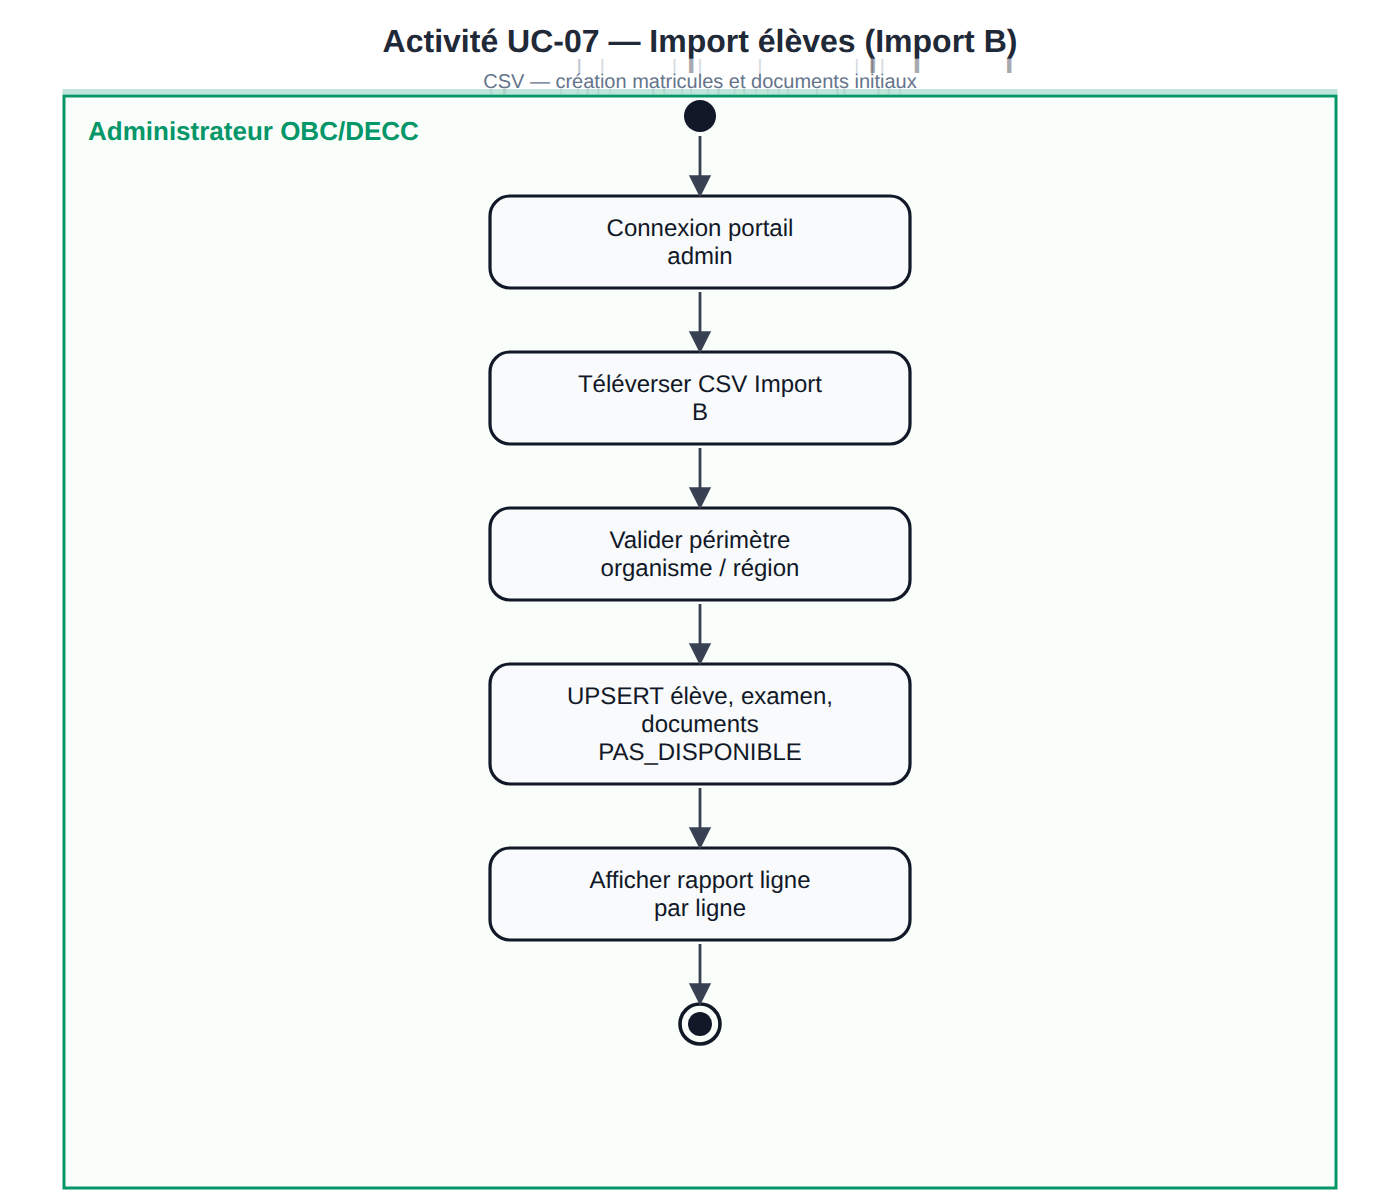 Activité UC-07 — Import élèves (Import B)
CSV — création matricules et documents initiaux
Administrateur OBC/DECC
Connexion portail
admin
Téléverser CSV Import
B
Valider périmètre
organisme / région
UPSERT élève, examen,
documents
PAS_DISPONIBLE
Afficher rapport ligne
par ligne